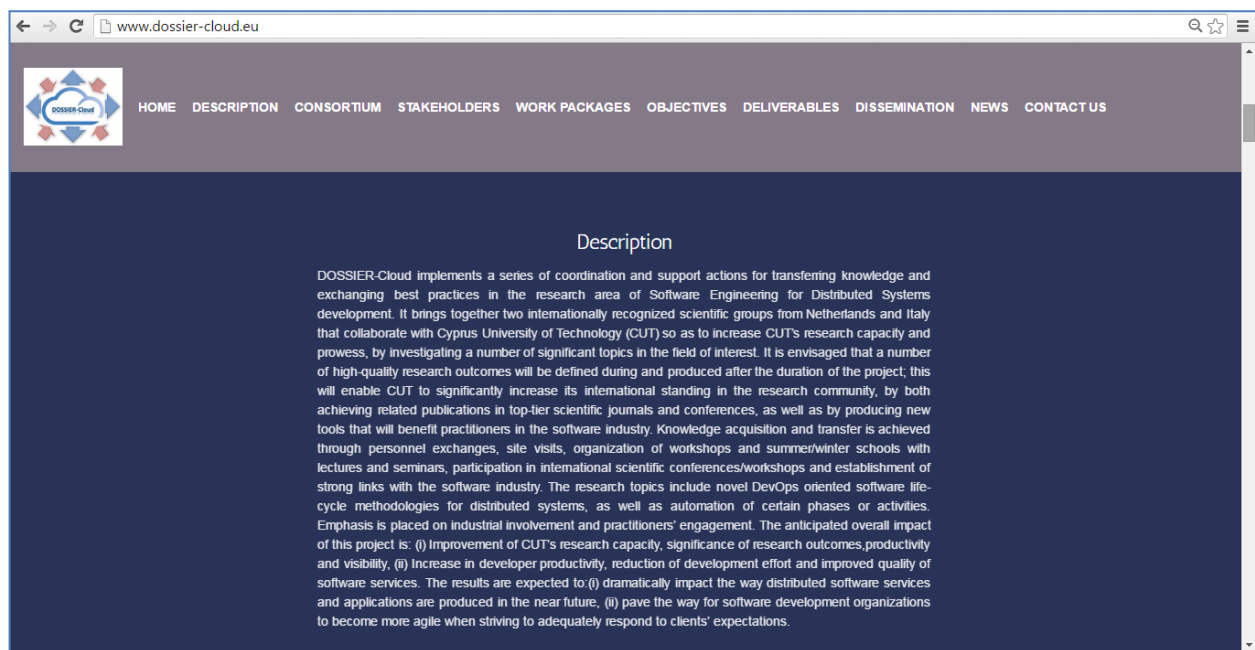 www.dossier-cloud.eu
DOSSIER-Cloud
HOME DESCRIPTION CONSORTIUM STAKEHOLDERS WORK PACKAGES OBJECTIVES DELIVERABLES DISSEMINATION NEWS CONTACT US
Description
DOSSIER-Cloud implements a series of coordination and support actions for transferring knowledge and
exchanging best practices in the research area of Software Engineering for Distributed Systems
development. It brings together two internationally recognized scientific groups from Netherlands and Italy
that collaborate with Cyprus University of Technology (CUT) so as to increase CUT's research capacity and
prowess, by investigating a number of significant topics in the field of interest. It is envisaged that a number
of high-quality research outcomes will be defined during and produced after the duration of the project; this
will enable CUT to significantly increase its international standing in the research community, by both
achieving related publications in top-tier scientific journals and conferences, as well as by producing new
tools that will benefit practitioners in the software industry. Knowledge acquisition and transfer is achieved
through personnel exchanges, site visits, organization of workshops and summer/winter schools with
lectures and seminars, participation in international scientific conferences/workshops and establishment of
strong links with the software industry. The research topics include novel DevOps oriented software life-
cycle methodologies for distributed systems, as well as automation of certain phases or activities.
Emphasis is placed on industrial involvement and practitioners' engagement. The anticipated overall impact
of this project is: (i) Improvement of CUT's research capacity, significance of research outcomes,productivity
and visibility, (ii) Increase in developer productivity, reduction of development effort and improved quality of
software services. The results are expected to:(i) dramatically impact the way distributed software services
and applications are produced in the near future, (ii) pave the way for software development organizations
to become more agile when striving to adequately respond to clients' expectations.